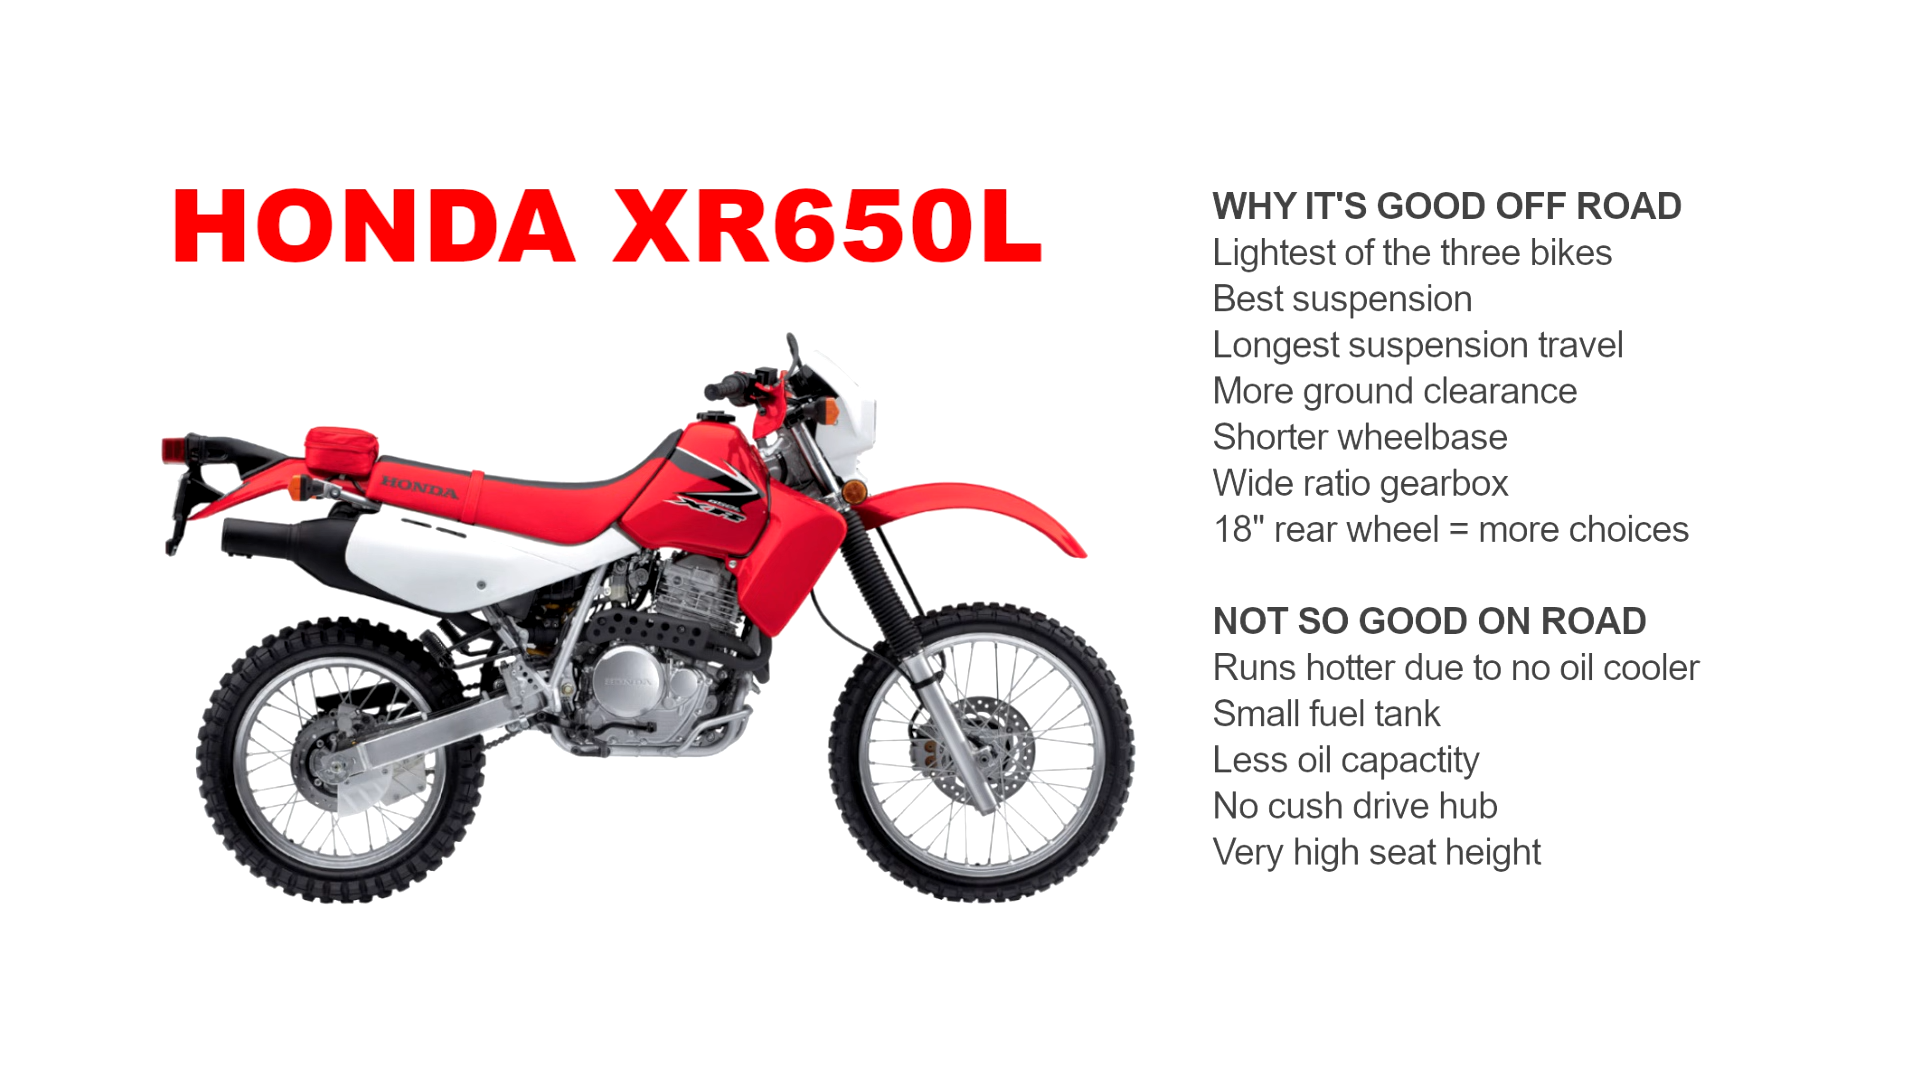 HONDA XR650L
WHY IT'S GOOD OFF ROAD
Lightest of the three bikes
Best suspension
Longest suspension travel
More ground clearance
Shorter wheelbase
Wide ratio gearbox
18" rear wheel = more choices
NOT SO GOOD ON ROAD
Runs hotter due to no oil cooler
Small fuel tank
Less oil capactity
No cush drive hub
Very high seat height
HONDA
XR
HONDA